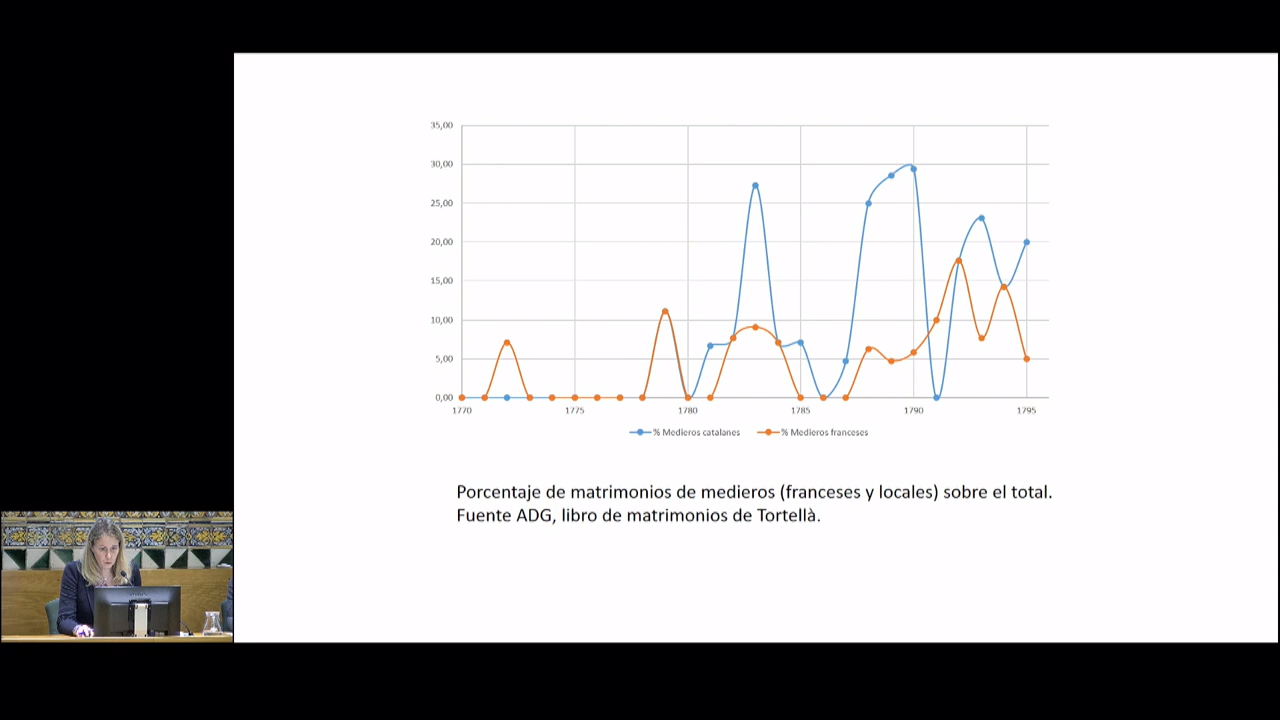 35,00
30,00
25,00
20,00
15,00
10,00
5,00
0,00
1770 1775 1780 1785 1790 1795
% Medieros catalanes % Medieros franceses
Porcentaje de matrimonios de medieros (franceses y locales) sobre el total.
Fuente ADG, libro de matrimonios de Tortellà.